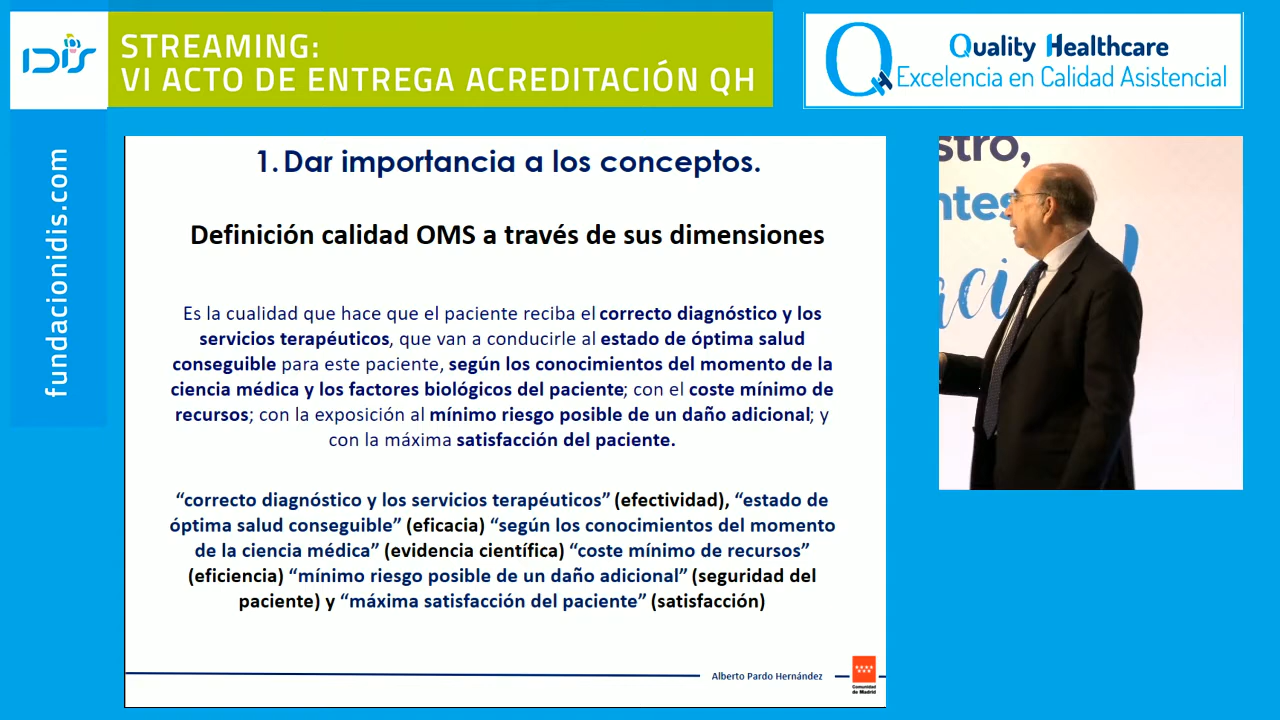 IDIS
STREAMING:
VI ACTO DE ENTREGA ACREDITACIÓN QH
QH
Quality Healthcare
Excelencia en Calidad Asistencial
fundacionidis.com
1. Dar importancia a los conceptos.
Definición calidad OMS a través de sus dimensiones
Es la cualidad que hace que el paciente reciba el correcto diagnóstico y los
servicios terapéuticos, que van a conducirle al estado de óptima salud
conseguible para este paciente, según los conocimientos del momento de la
ciencia médica y los factores biológicos del paciente; con el coste mínimo de
recursos; con la exposición al mínimo riesgo posible de un daño adicional; y
con la máxima satisfacción del paciente.
“correcto diagnóstico y los servicios terapéuticos” (efectividad), “estado de
óptima salud conseguible” (eficacia) “según los conocimientos del momento
de la ciencia médica” (evidencia científica) “coste mínimo de recursos”
(eficiencia) “mínimo riesgo posible de un daño adicional” (seguridad del
paciente) y “máxima satisfacción del paciente” (satisfacción)
Alberto Pardo Hernández
Comunidad
de Madrid
stro,
ntes